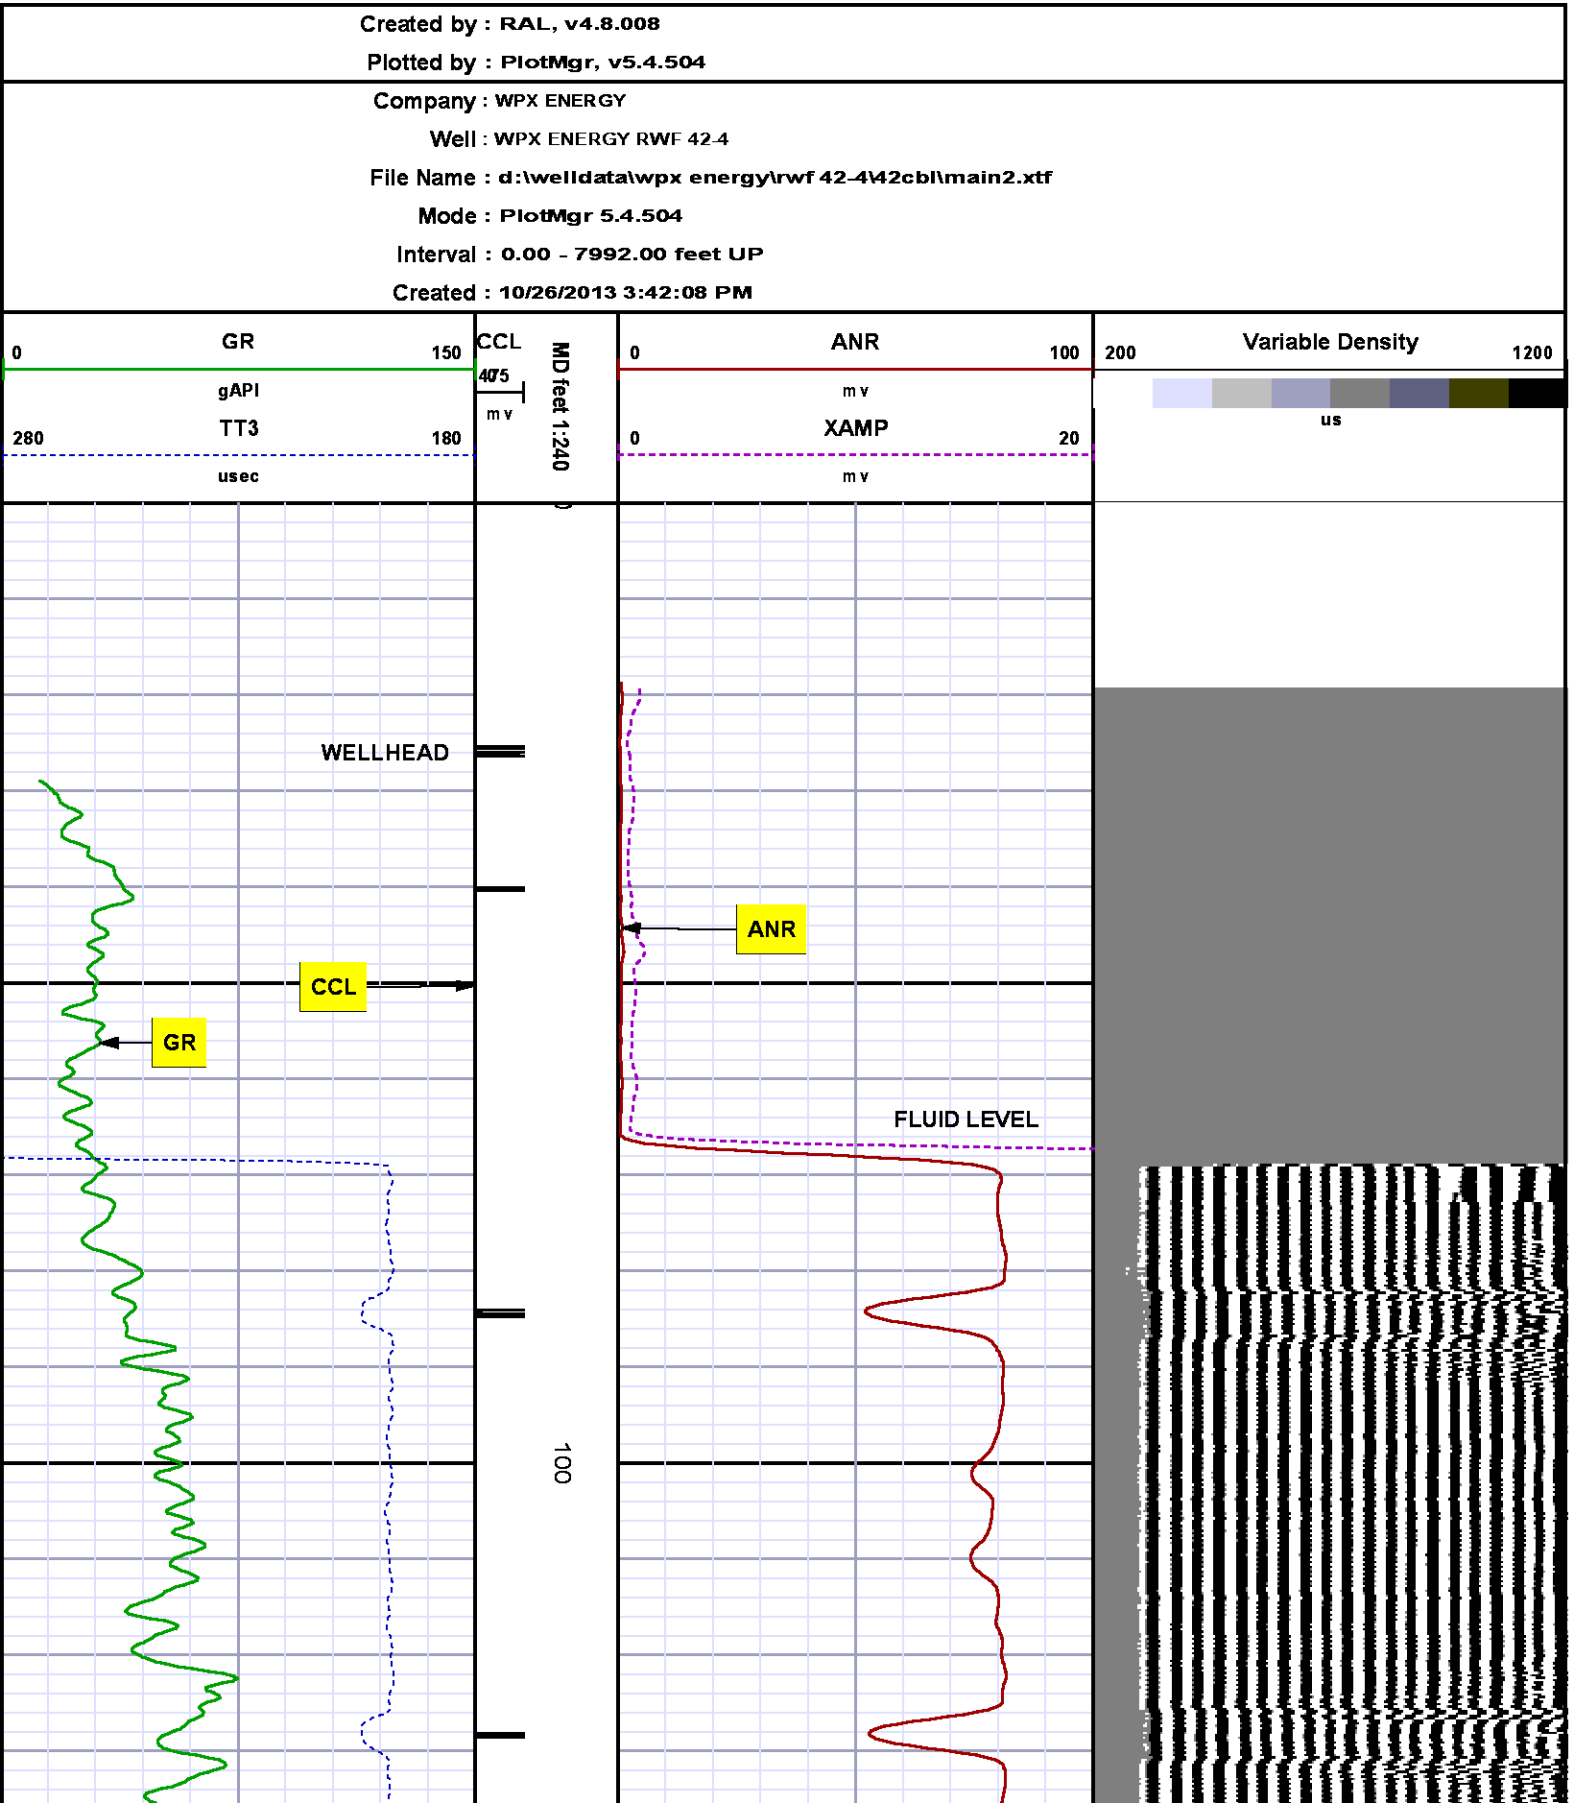 Created by : RAL, v4.8.008
Plotted by : PlotMgr, v5.4.504
Company : WPX ENERGY
Well : WPX ENERGY RWF 42-4
File Name : d:\welldata\wpx energy\rwf 42-4\42cbl\main2.xtf
Mode : PlotMgr 5.4.504
Interval : 0.00 - 7992.00 feet UP
Created : 10/26/2013 3:42:08 PM
0 GR 150
gAPI
280 TT3 180
usec
CCL
mv
MD feet 1:240
0 ANR 100
mv
0 XAMP 20
mv
200 Variable Density 1200
us
WELLHEAD
ANR
CCL
GR
FLUID LEVEL
100